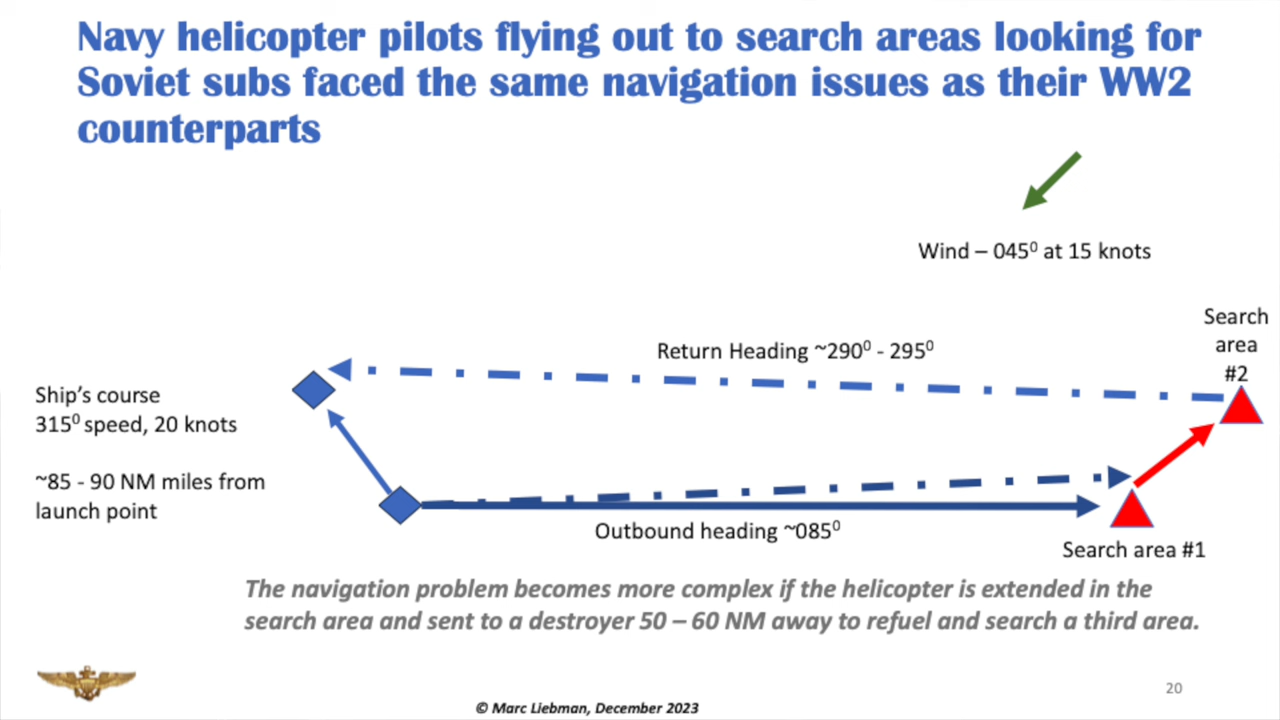 Navy helicopter pilots flying out to search areas looking for
Soviet subs faced the same navigation issues as their WW2
counterparts
Wind – 045⁰ at 15 knots
Search
area
#2
Return Heading ~290⁰ - 295⁰
Ship’s course
315⁰ speed, 20 knots
~85 - 90 NM miles from
launch point
Outbound heading ~085⁰
Search area #1
The navigation problem becomes more complex if the helicopter is extended in the
search area and sent to a destroyer 50 – 60 NM away to refuel and search a third area.
20
© Marc Liebman, December 2023